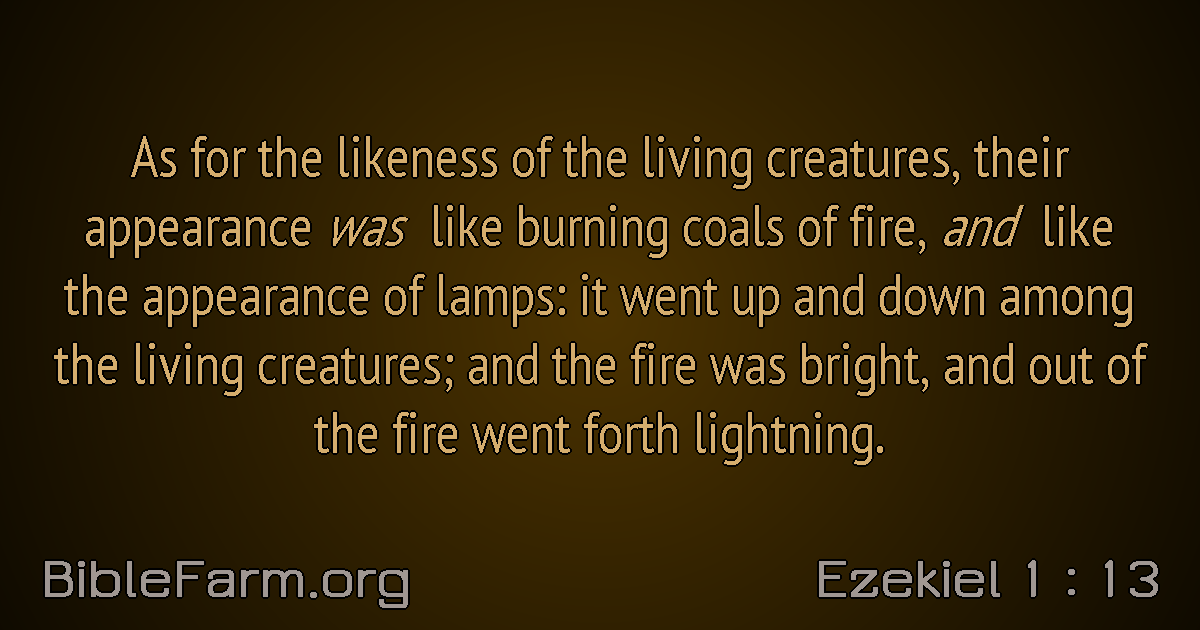 As for the likeness of the living creatures, their
appearance was like burning coals of fire, and like
the appearance of lamps: it went up and down among
the living creatures; and the fire was bright, and out of
the fire went forth lightning.
BibleFarm.org
Ezekiel 1 : 13